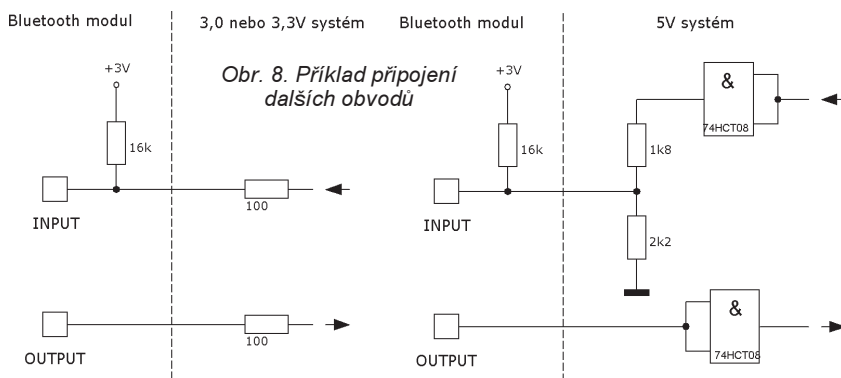 Bluetooth modul
3,0 nebo 3,3V systém
Bluetooth modul
5V systém
Obr. 8. Příklad připojení
dalších obvodů
+3V
16k
INPUT
100
OUTPUT
100
+3V
16k
INPUT
&
74HCT08
1k8
2k2
OUTPUT
&
74HCT08